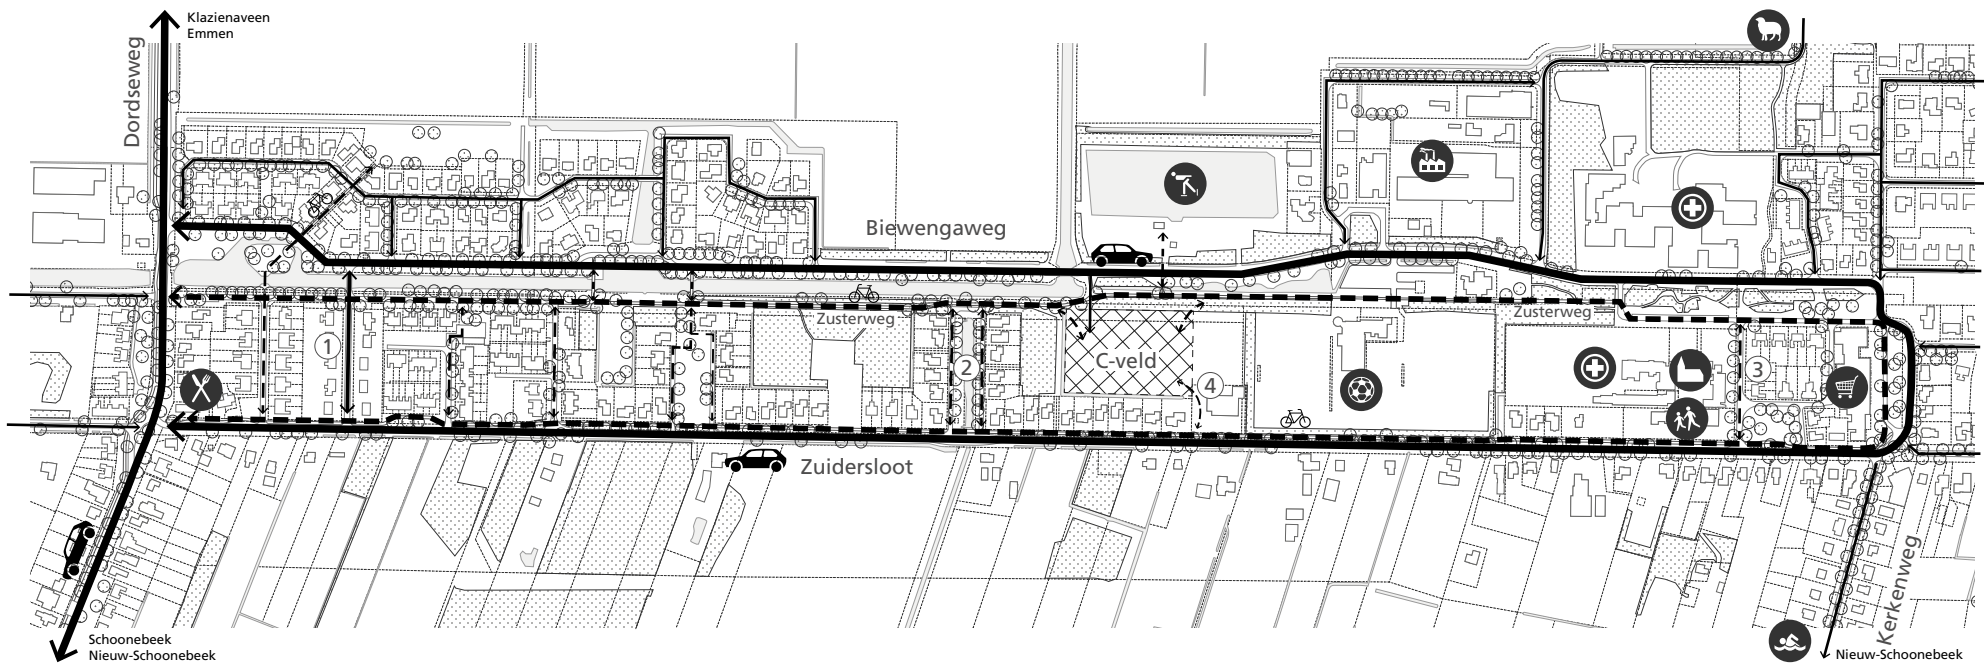 Klazienaveen
Emmen
Dordseweg
Biewengaweg
Zusterweg
Zusterweg
1
2
C-veld
3
4
Zuidersloot
Kerkenweg
Schoonebeek
Nieuw-Schoonebeek
Nieuw-Schoonebeek